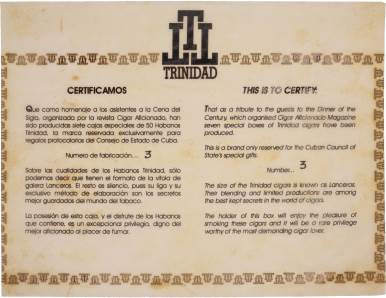 TRINIDAD
CERTIFICAMOS
Que como homenaje a los asistentes a la Cena del
Siglo, organizada por la revista Cigar Aficionado, han
sido producidas siete cajas especiales de 50 Habanos
Trinidad, la marca reservada exclusivamente para
regalos protocolarios del Consejo de Estado de Cuba.
Numero de fabricación... 3
Sobre las cualidades de los Habanos Trinidad, sólo
podemos decir que tienen el formato de la vitola de
galera Lanceros. El resto es silencio, pues su liga y su
exclusivo método de elaboración son los secretos
mejor guardados del mundo del tabaco.
La posesión de esta caja, y el disfrute de los Habanos
que contiene, es un excepcional privilegio, digno del
mejor aficionado al placer de fumar.
THIS IS TO CERTIFY:
That as a tribute to the guests to the Dinner of the
Century, which organised Cigar Aficionado Magazine
seven special boxes of Trinidad cigars have been
produced.
This is a brand only reserved for the Cuban Council of
State's special gifts.
Number... 3
The size of the Trinidad cigars is known as Lanceros.
Their blending and limited productions are among
the best kept secrets in the world of cigars.
The holder of this box will enjoy the pleasure of
smoking these cigars and it will be a rare privilege
worthy of the most demanding cigar lover.